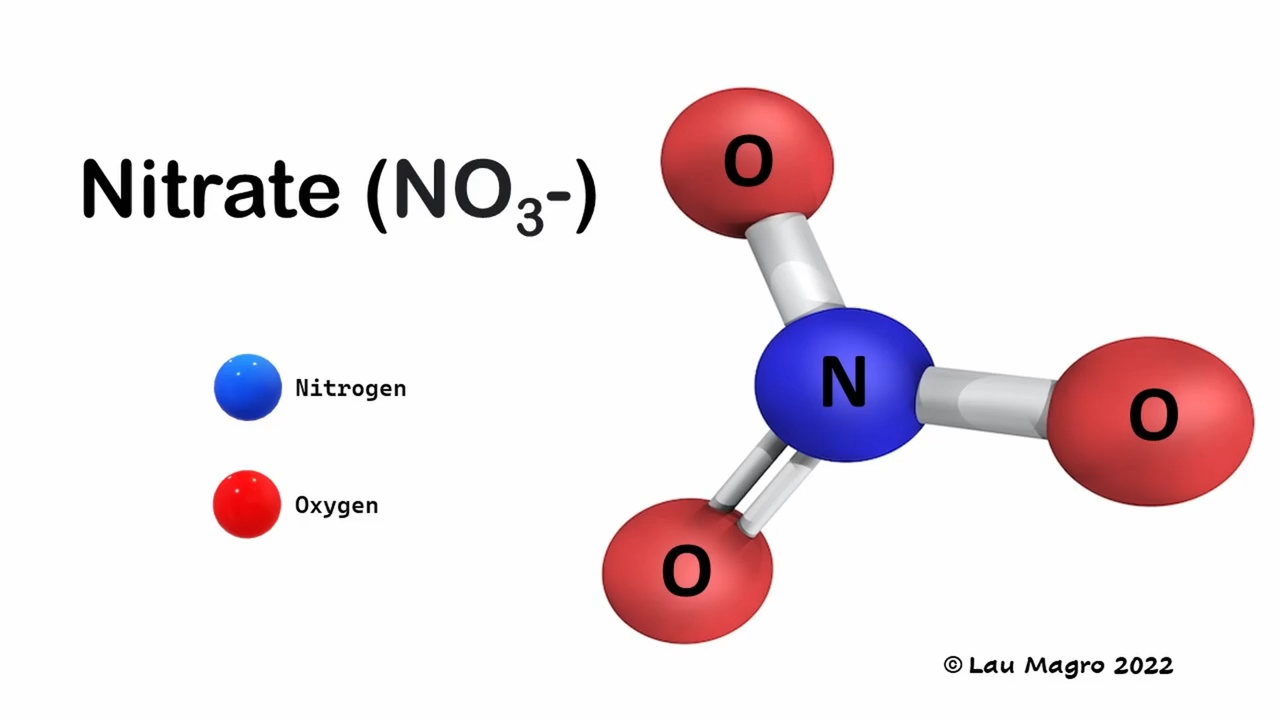 Nitrate (NO₃-)
O
N
O
O
Nitrogen
Oxygen
© Lau Magro 2022